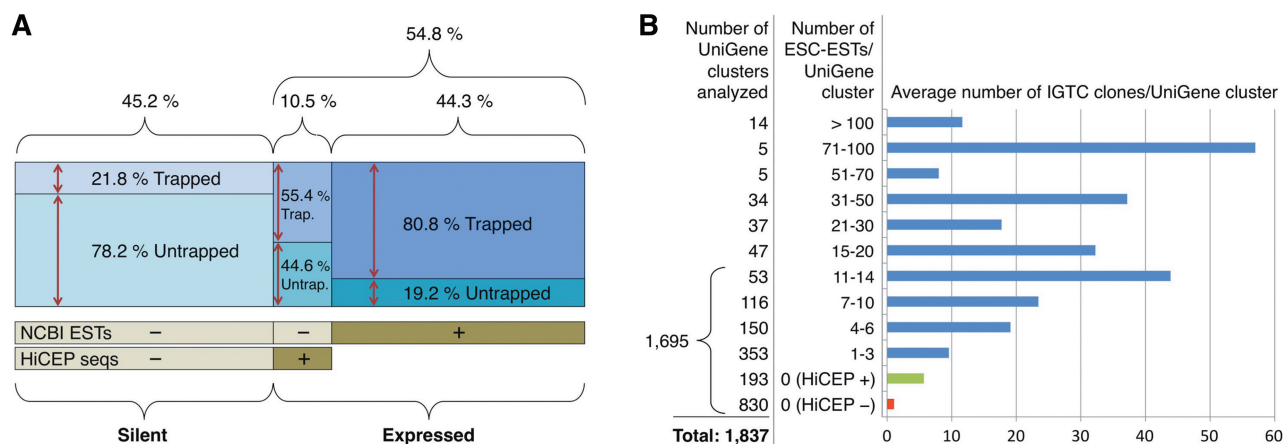 A
54.8 %
45.2 %
10.5 %
44.3 %
21.8 % Trapped
78.2 % Untrapped
55.4 %
Trap.
44.6 %
Untrap.
80.8 % Trapped
19.2 % Untrapped
NCBI ESTs – – +
HiCEP seqs – +
Silent
Expressed
B
Number of
UniGene
clusters
analyzed
Number of
ESC-ESTs/
UniGene
cluster
Average number of IGTC clones/UniGene cluster
14 > 100
5 71-100
5 51-70
34 31-50
37 21-30
47 15-20
53 11-14
116 7-10
150 4-6
353 1-3
193 0 (HiCEP +)
830 0 (HiCEP –)
1,695
Total: 1,837
0 10 20 30 40 50 60